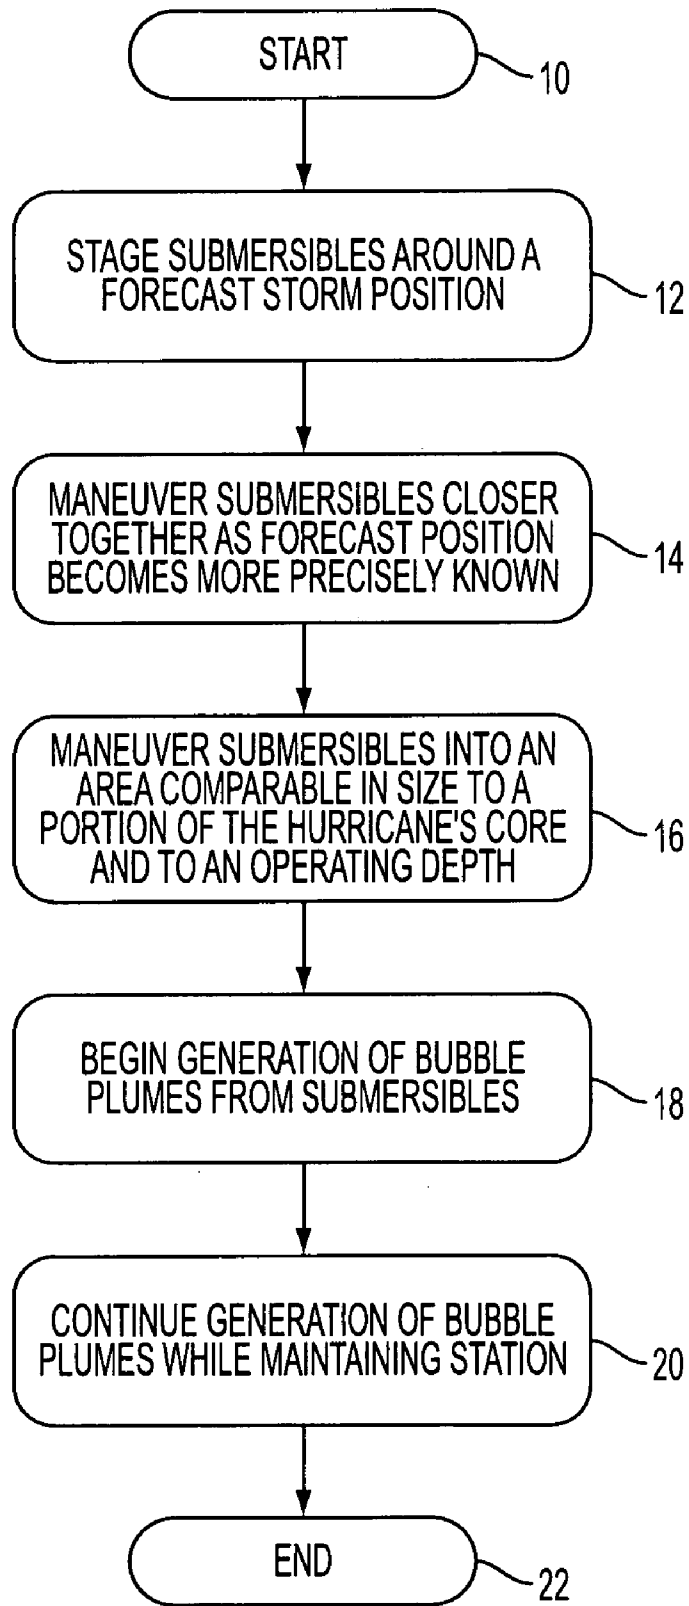 START
10
STAGE SUBMERSIBLES AROUND A
FORECAST STORM POSITION
12
MANEUVER SUBMERSIBLES CLOSER
TOGETHER AS FORECAST POSITION
BECOMES MORE PRECISELY KNOWN
14
MANEUVER SUBMERSIBLES INTO AN
AREA COMPARABLE IN SIZE TO A
PORTION OF THE HURRICANE'S CORE
AND TO AN OPERATING DEPTH
16
BEGIN GENERATION OF BUBBLE
PLUMES FROM SUBMERSIBLES
18
CONTINUE GENERATION OF BUBBLE
PLUMES WHILE MAINTAINING STATION
20
END
22